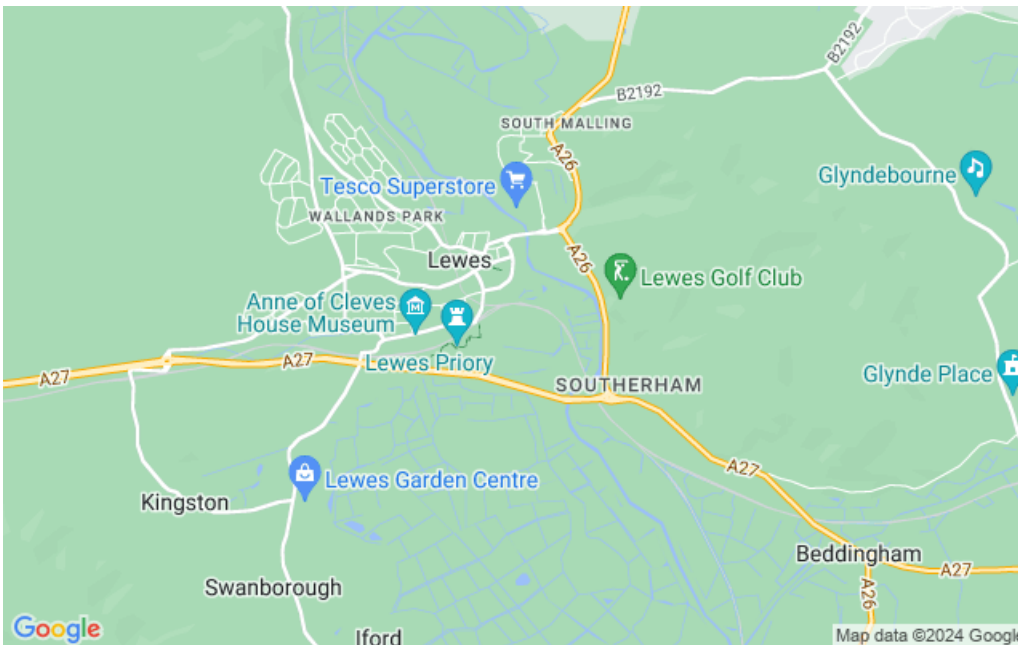 B2192
B2192
SOUTH MALLING
A26
Tesco Superstore
Glyndebourne
WALLANDS PARK
Lewes
A26
Lewes Golf Club
Anne of Cleves
House Museum
A27
Lewes Priory
A27
SOUTHERHAM
Glynde Place
A27
Lewes Garden Centre
Kingston
Beddingham
A27
Swanborough
A26
Google
Iford
Map data ©2024 Google